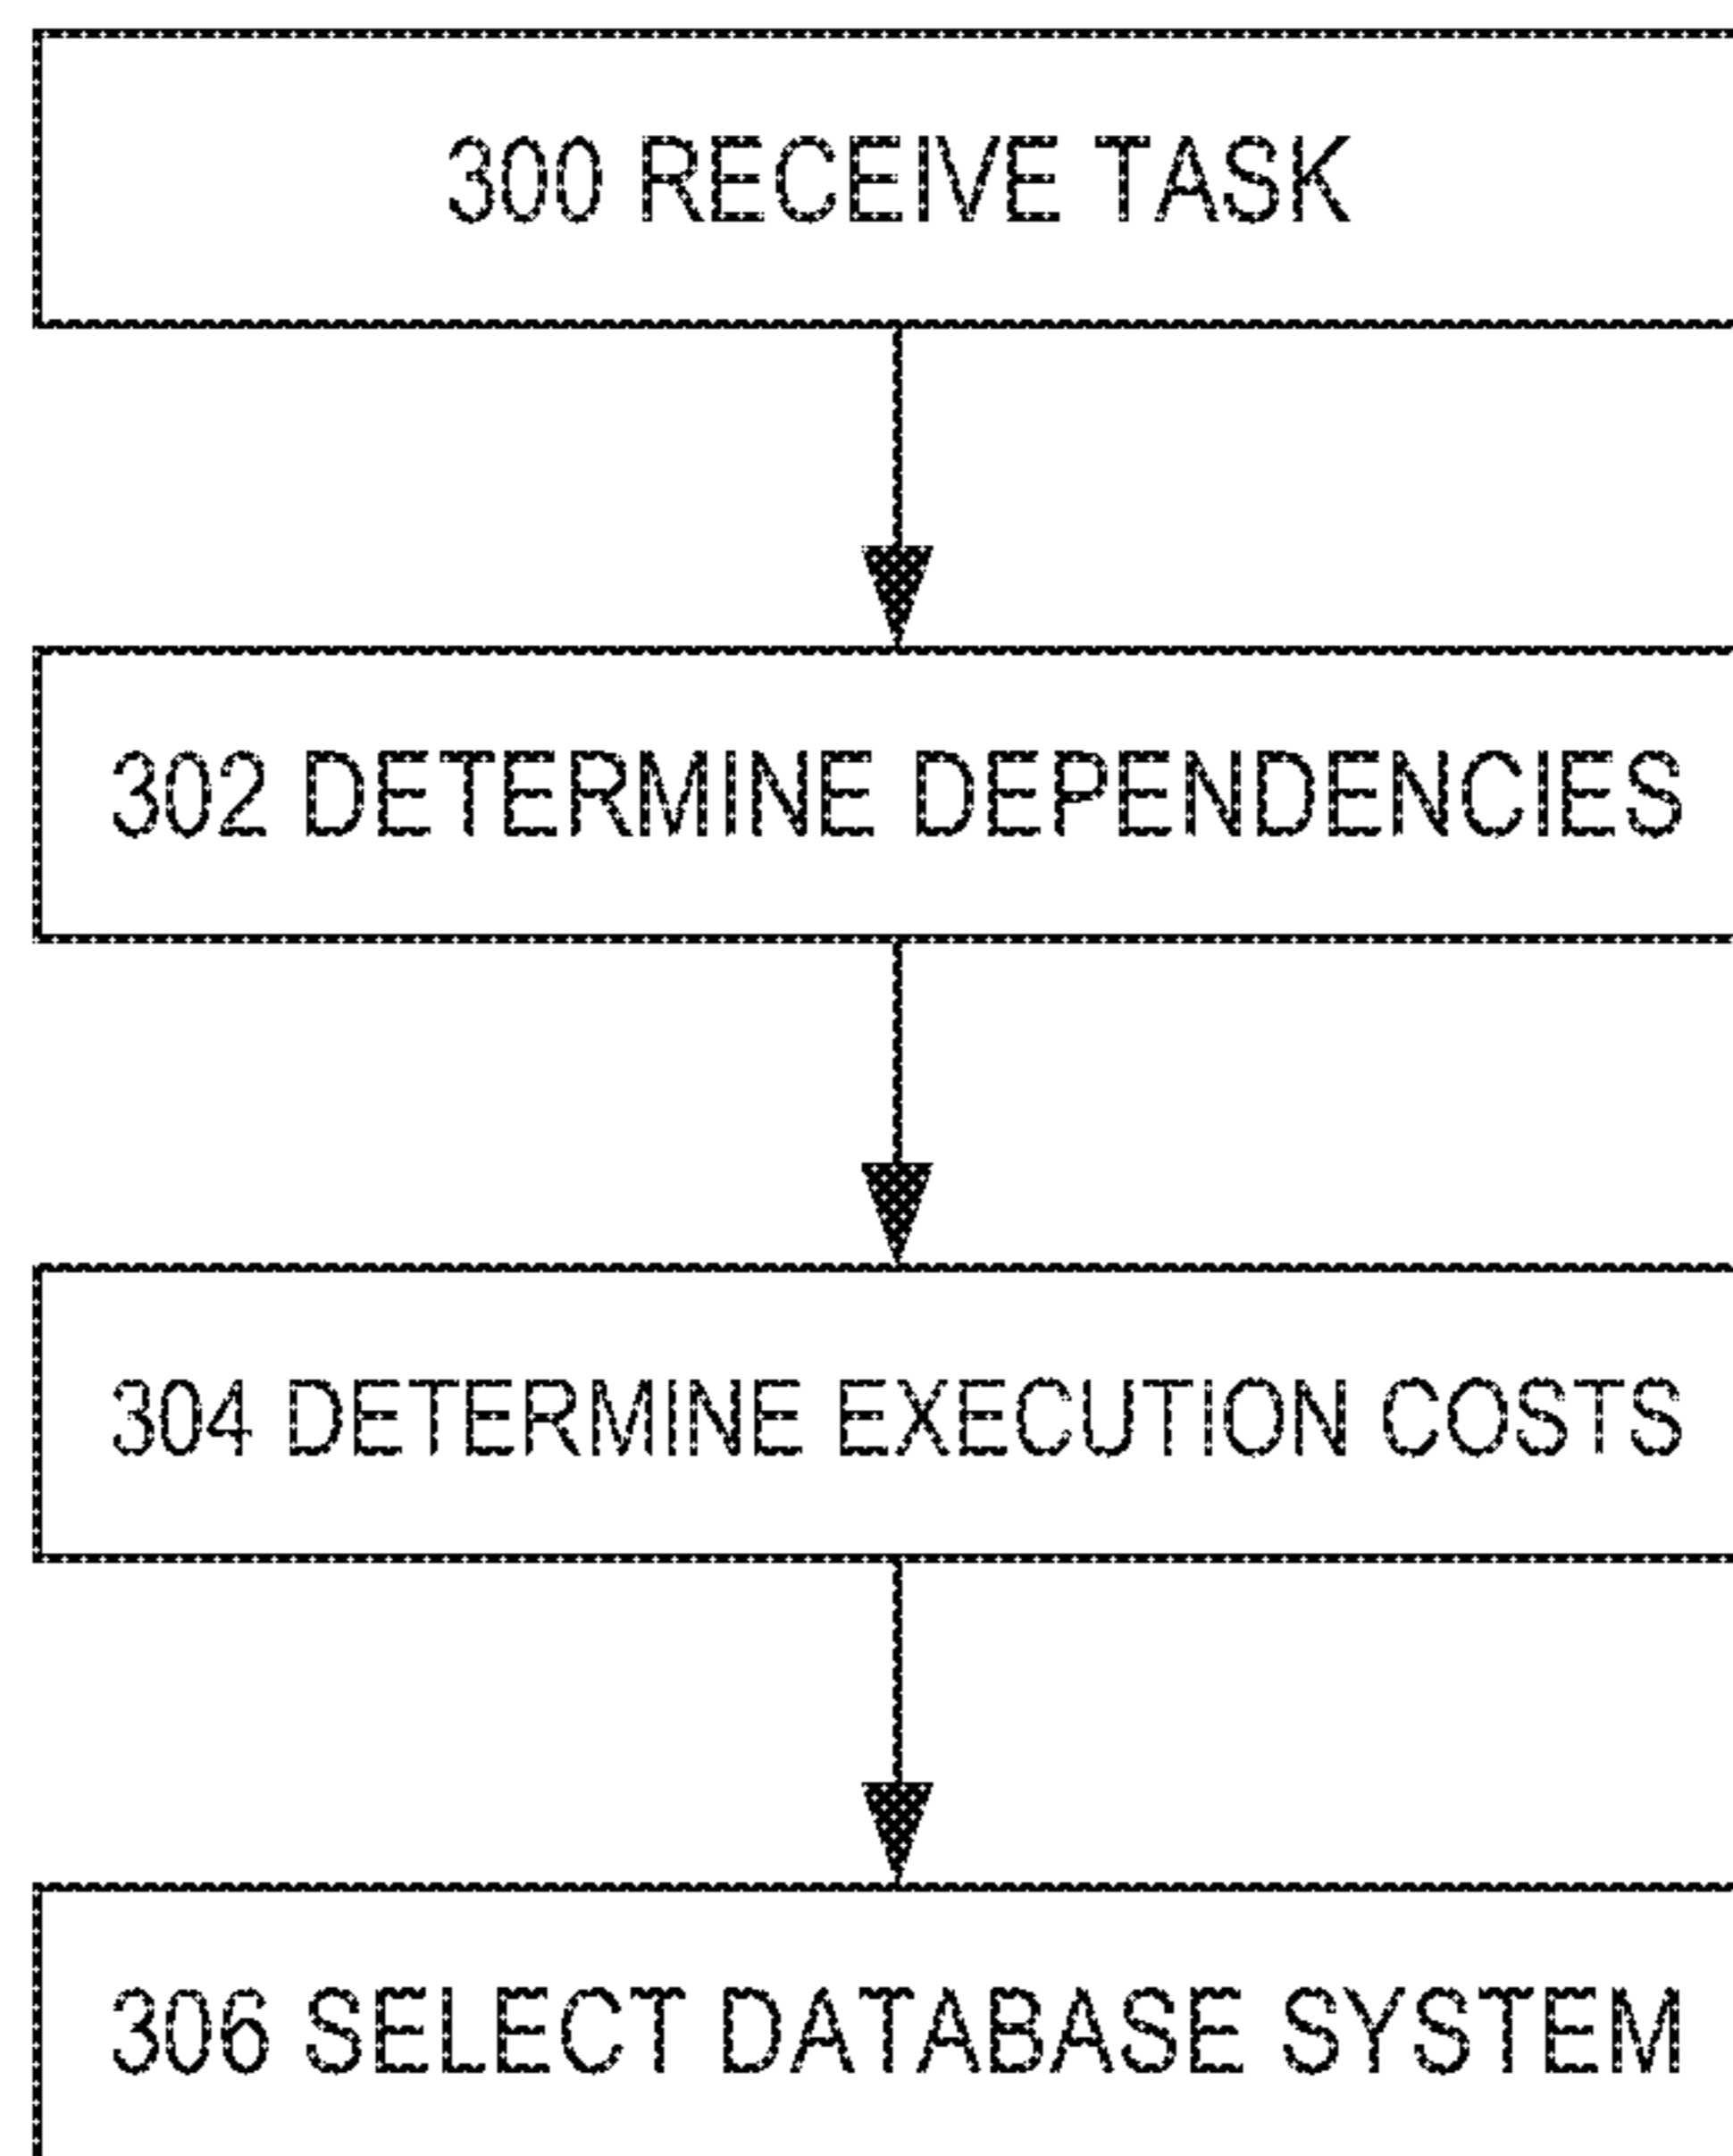 300 RECEIVE TASK
302 DETERMINE DEPENDENCIES
304 DETERMINE EXECUTION COSTS
306 SELECT DATABASE SYSTEM